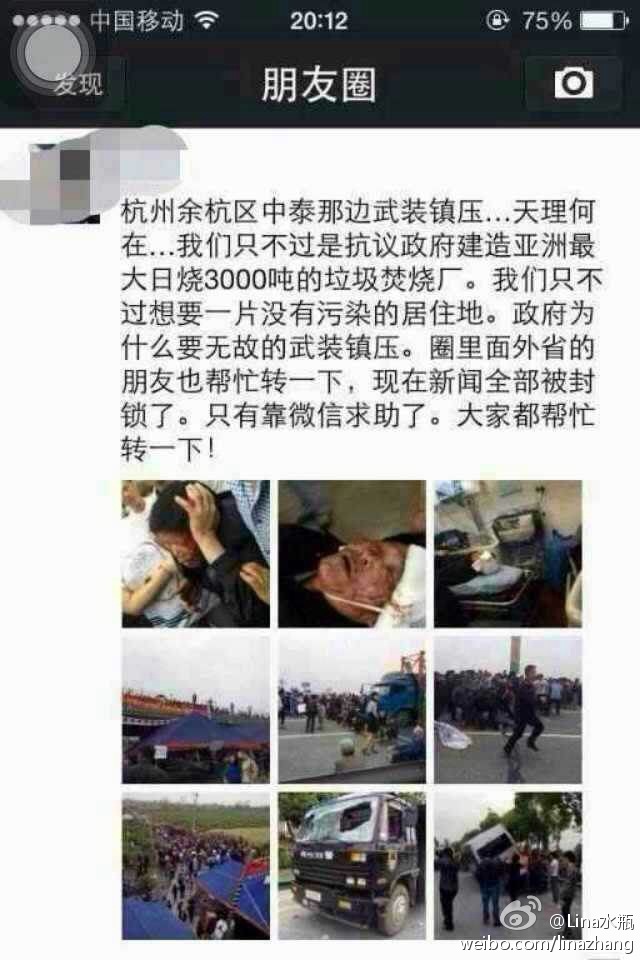 中国移动
20:12
75%
发现
朋友圈
杭州余杭区中泰那边武装镇压...天理何
在...我们只不过是抗议政府建造亚洲最
大日烧3000吨的垃圾焚烧厂。我们只不
过想要一片没有污染的居住地。政府为
什么要无故的武装镇压。圈里面外省的
朋友也帮忙转一下，现在新闻全部被封
锁了。只有靠微信求助了。大家都帮忙
转一下！
@Lina水瓶
weibo.com/linazhang